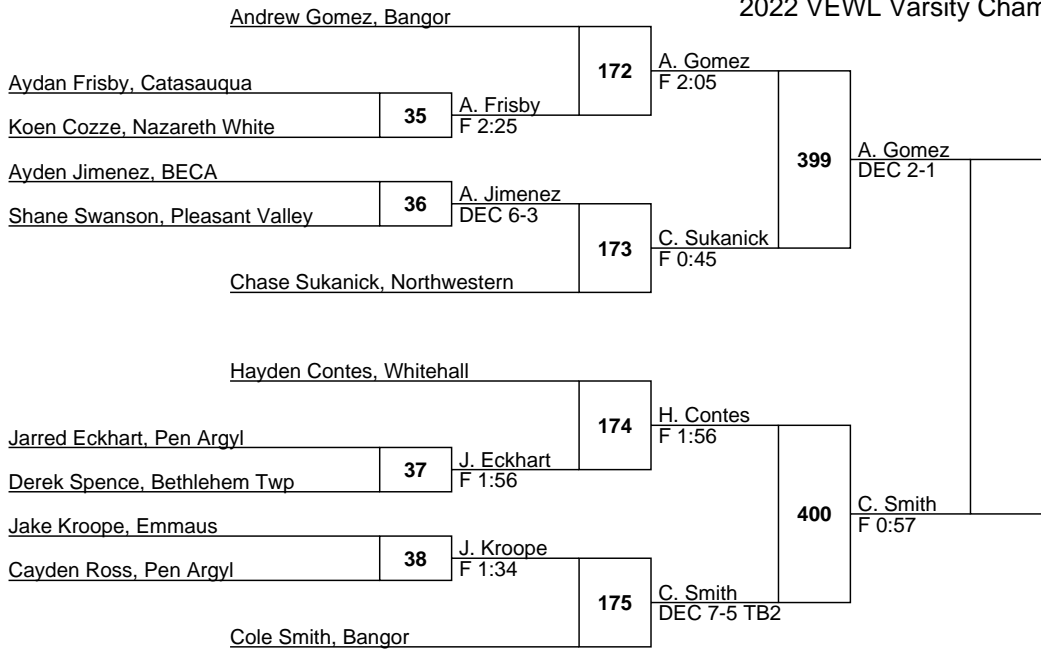 2022 VEWL Varsity Cham
Andrew Gomez, Bangor
172
A. Gomez
F 2:05
Aydan Frisby, Catasauqua
35
A. Frisby
F 2:25
Koen Cozze, Nazareth White
399
A. Gomez
DEC 2-1
Ayden Jimenez, BECA
36
A. Jimenez
DEC 6-3
Shane Swanson, Pleasant Valley
173
C. Sukanick
F 0:45
Chase Sukanick, Northwestern
Hayden Contes, Whitehall
174
H. Contes
F 1:56
Jarred Eckhart, Pen Argyl
37
J. Eckhart
F 1:56
Derek Spence, Bethlehem Twp
400
C. Smith
F 0:57
Jake Kroope, Emmaus
38
J. Kroope
F 1:34
Cayden Ross, Pen Argyl
175
C. Smith
DEC 7-5 TB2
Cole Smith, Bangor